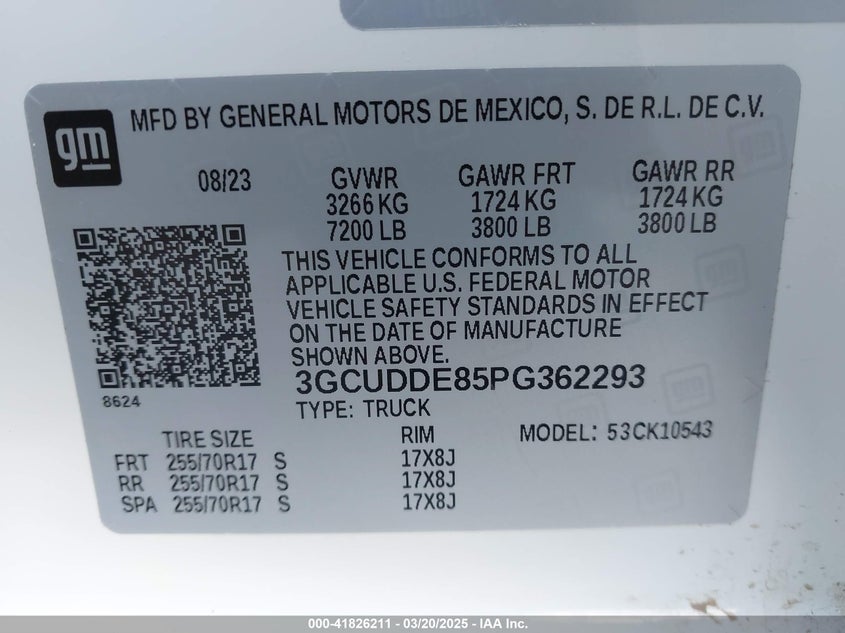 gm
MFD BY GENERAL MOTORS DE MEXICO, S. DE R.L. DE C.V.
08/23 GVWR GAWR FRT GAWR RR
3266 KG 1724 KG 1724 KG
7200 LB 3800 LB 3800 LB
THIS VEHICLE CONFORMS TO ALL
APPLICABLE U.S. FEDERAL MOTOR
VEHICLE SAFETY STANDARDS IN EFFECT
ON THE DATE OF MANUFACTURE
SHOWN ABOVE.
3GCUDDE85PG362293
8624
TYPE: TRUCK
TIRE SIZE RIM MODEL: 53CK10543
FRT 255/70R17 S 17X8J
RR 255/70R17 S 17X8J
SPA 255/70R17 S 17X8J
000-41826211 - 03/20/2025 - IAA Inc.